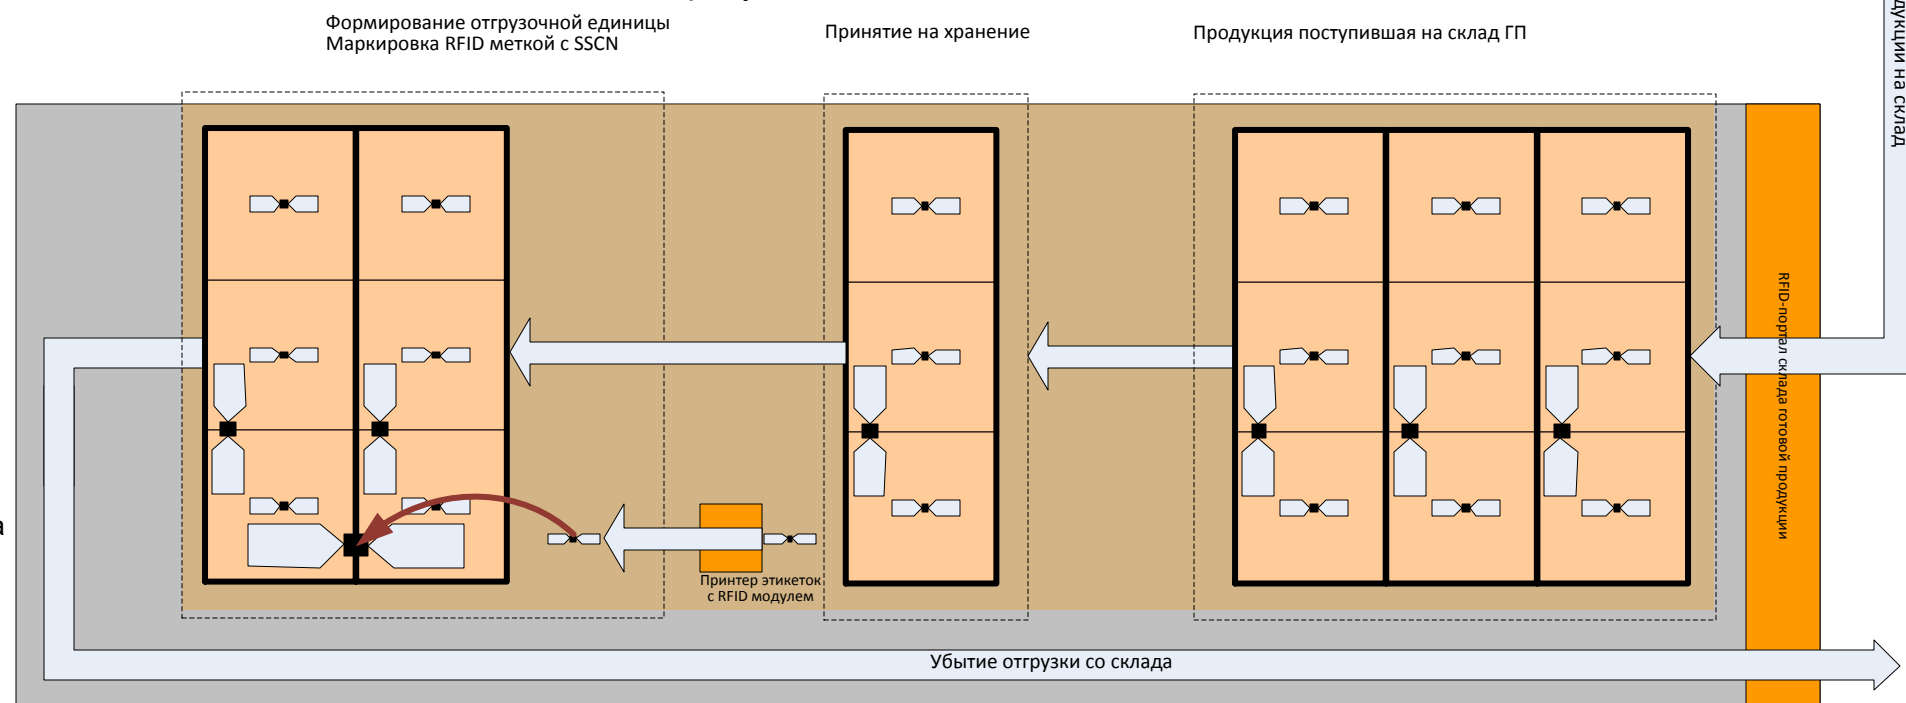 Формирование отгрузочной единицы
Маркировка RFID меткой с SSCN
Принятие на хранение
Продукция поступившая на склад ГП
на склад
RFID-портал склада готовой продукции
а
Принтер этикеток
с RFID модулем
Убытие отгрузки со склада